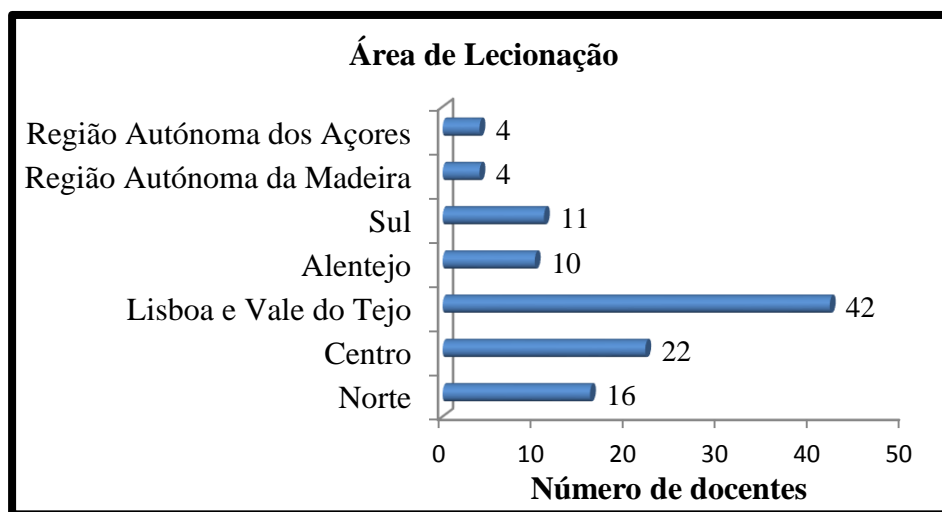 Área de Lecionação
Região Autónoma dos Açores 4
Região Autónoma da Madeira 4
Sul 11
Alentejo 10
Lisboa e Vale do Tejo 42
Centro 22
Norte 16
0 10 20 30 40 50
Número de docentes